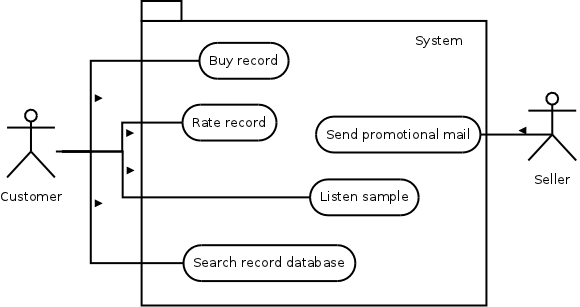 System
Buy record
Rate record
Send promotional mail
Customer
Seller
Listen sample
Search record database